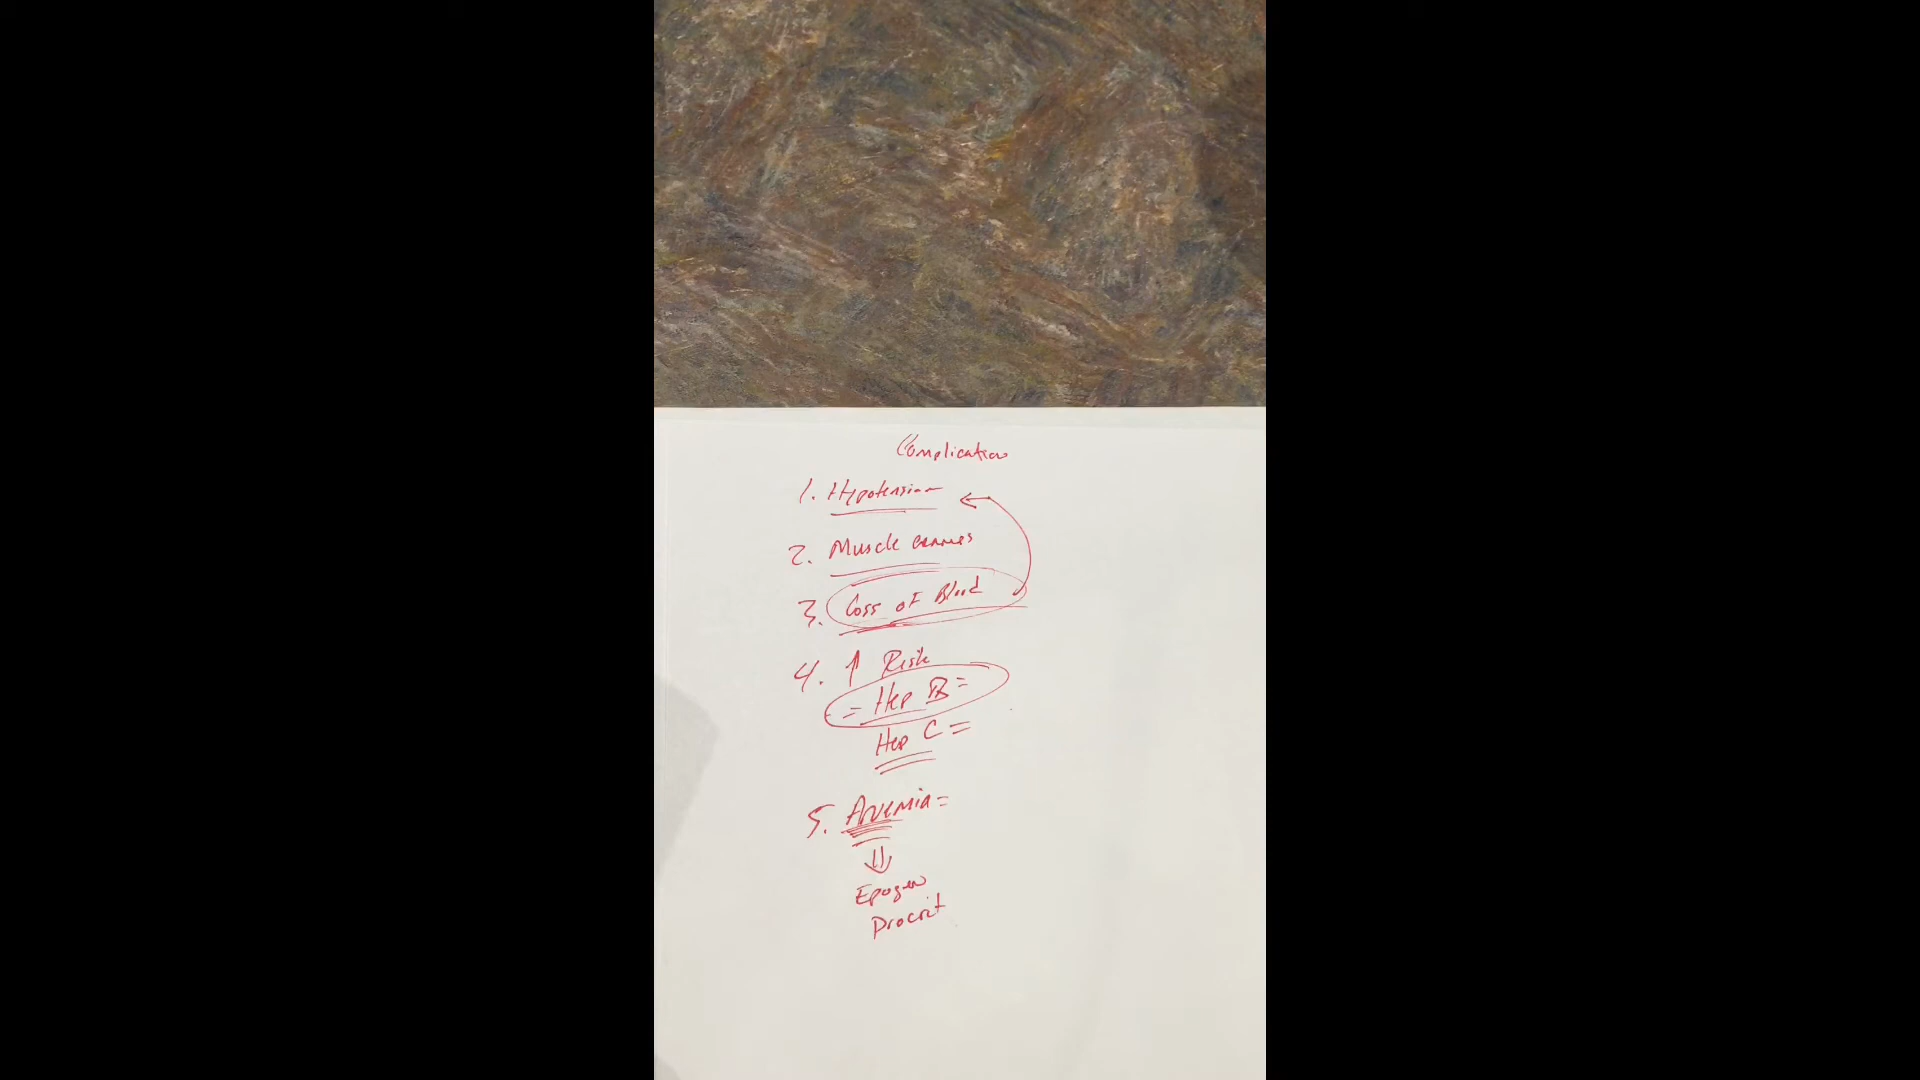 Complication
1. Hypotension
2. Muscle cramps
3. Loss of Blood
4. ↑ Risk
= Hep B =
Hep C =
5. Anemia =
Epogen
Procrit